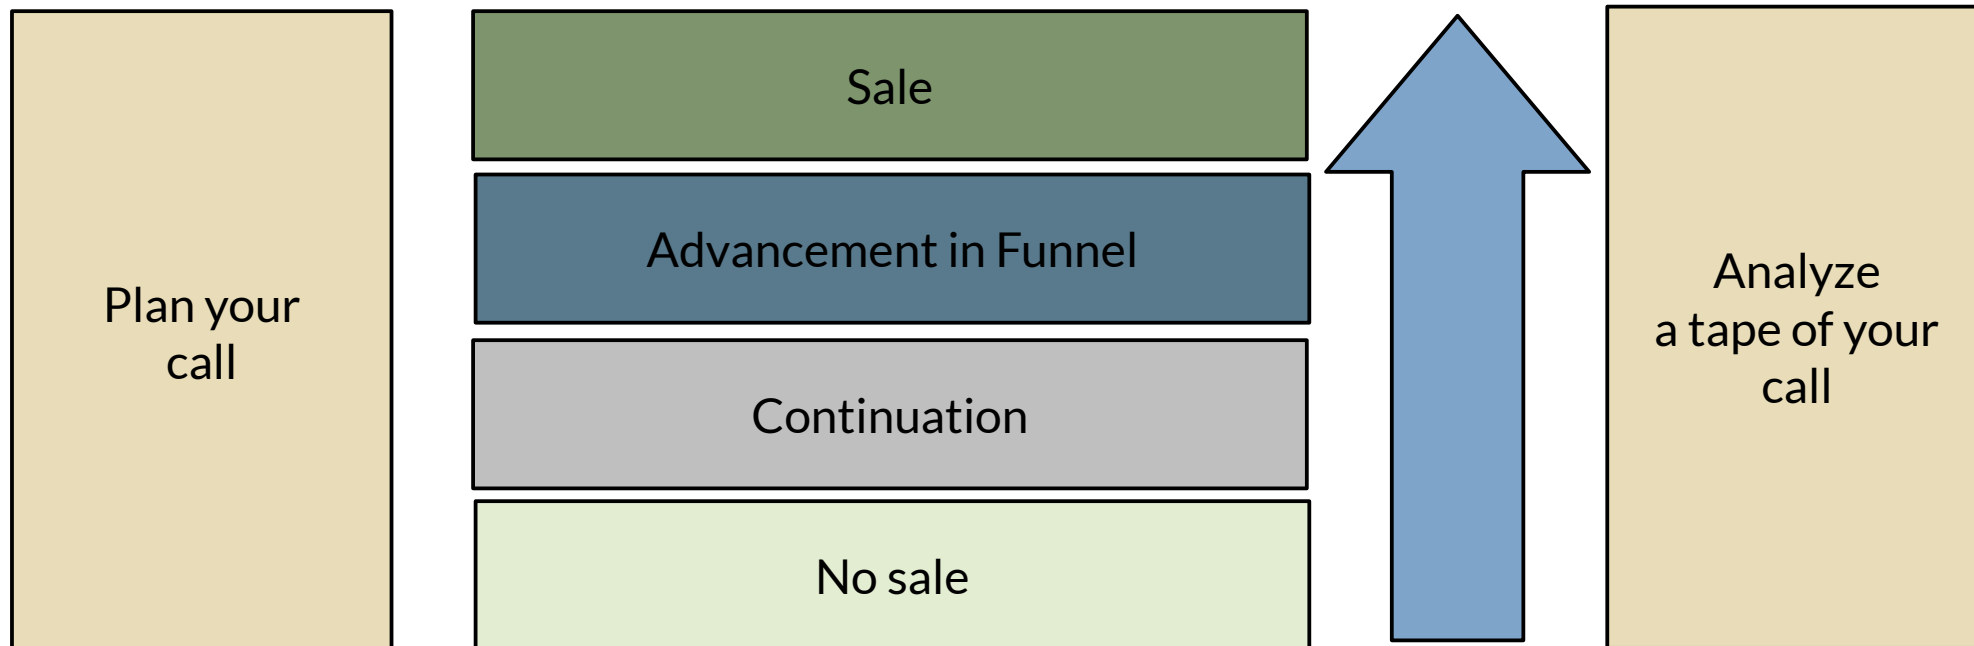 Plan your
call
Sale
Advancement in Funnel
Continuation
No sale
Analyze
a tape of your
call